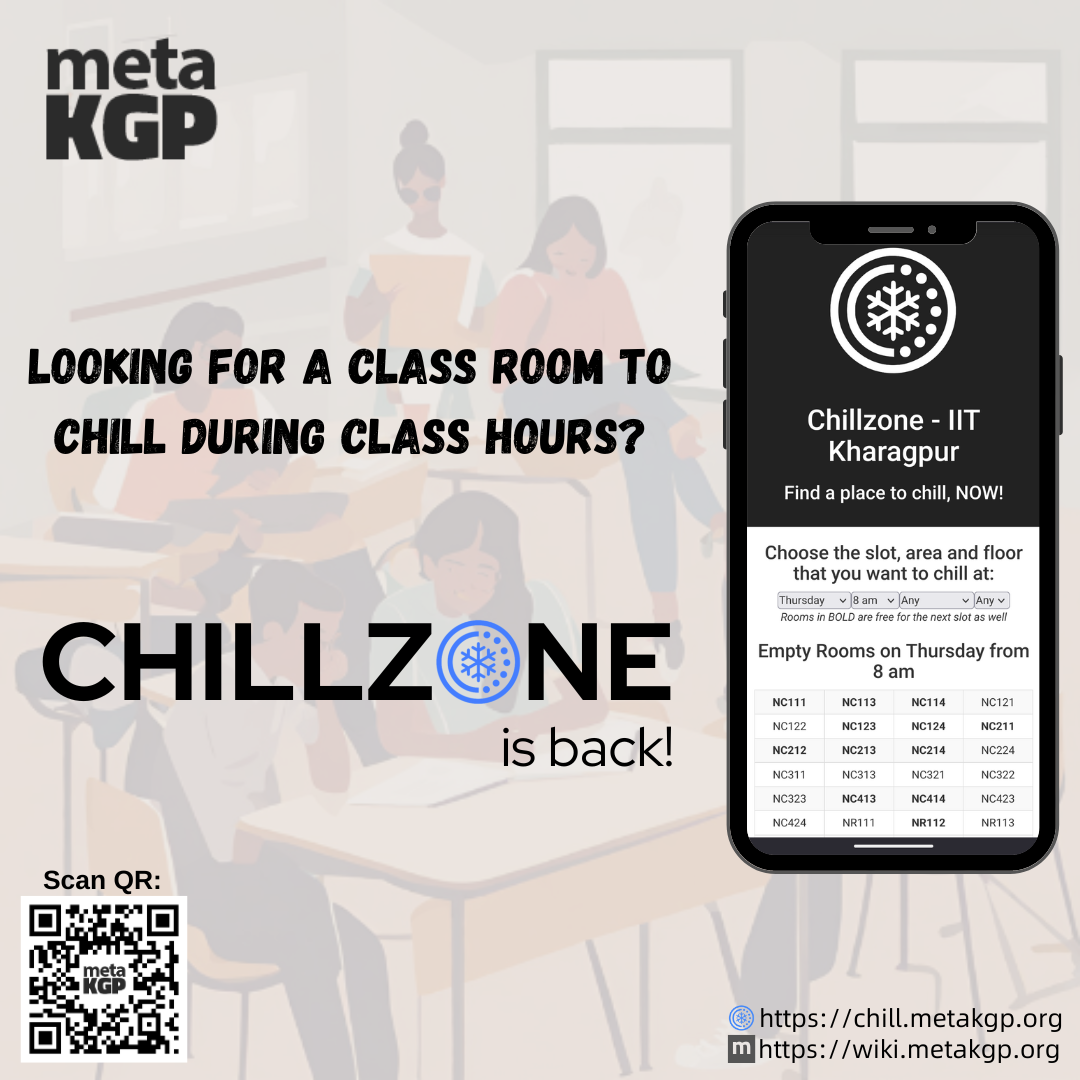 meta
KGP
LOOKING FOR A CLASS ROOM TO
CHILL DURING CLASS HOURS?
CHILLZONE
is back!
Scan QR:
meta
KGP
Chillzone - IIT
Kharagpur
Find a place to chill, NOW!
Choose the slot, area and floor
that you want to chill at:
Thursday 8 am Any Any
Rooms in BOLD are free for the next slot as well
Empty Rooms on Thursday from
8 am
NC111 NC113 NC114 NC121
NC122 NC123 NC124 NC211
NC212 NC213 NC214 NC224
NC311 NC313 NC321 NC322
NC323 NC413 NC414 NC423
NC424 NR111 NR112 NR113
https://chill.metakgp.org
m https://wiki.metakgp.org